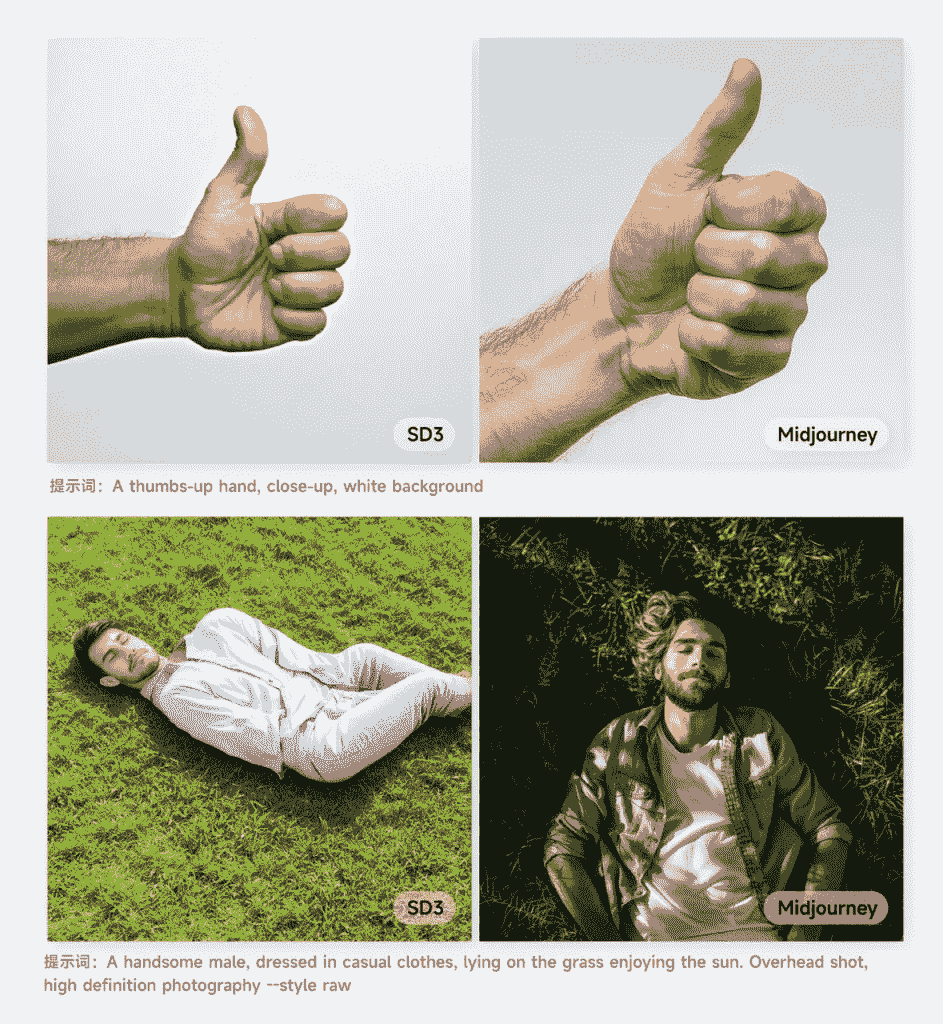 SD3
Midjourney
提示词：A thumbs-up hand, close-up, white background
SD3
Midjourney
提示词：A handsome male, dressed in casual clothes, lying on the grass enjoying the sun. Overhead shot,
high definition photography --style raw